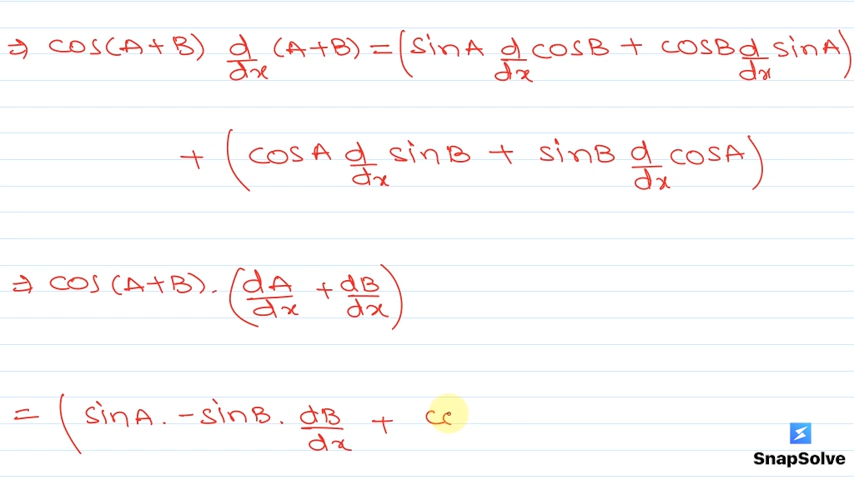 ⇒ cos(A+B) d/dx (A+B) = (sinA d/dx cosB + cosB d/dx sinA)
+ (cosA d/dx sinB + sinB d/dx cosA)
⇒ cos(A+B). (dA/dx + dB/dx)
= (sinA. -sinB. dB/dx + co
SnapSolve